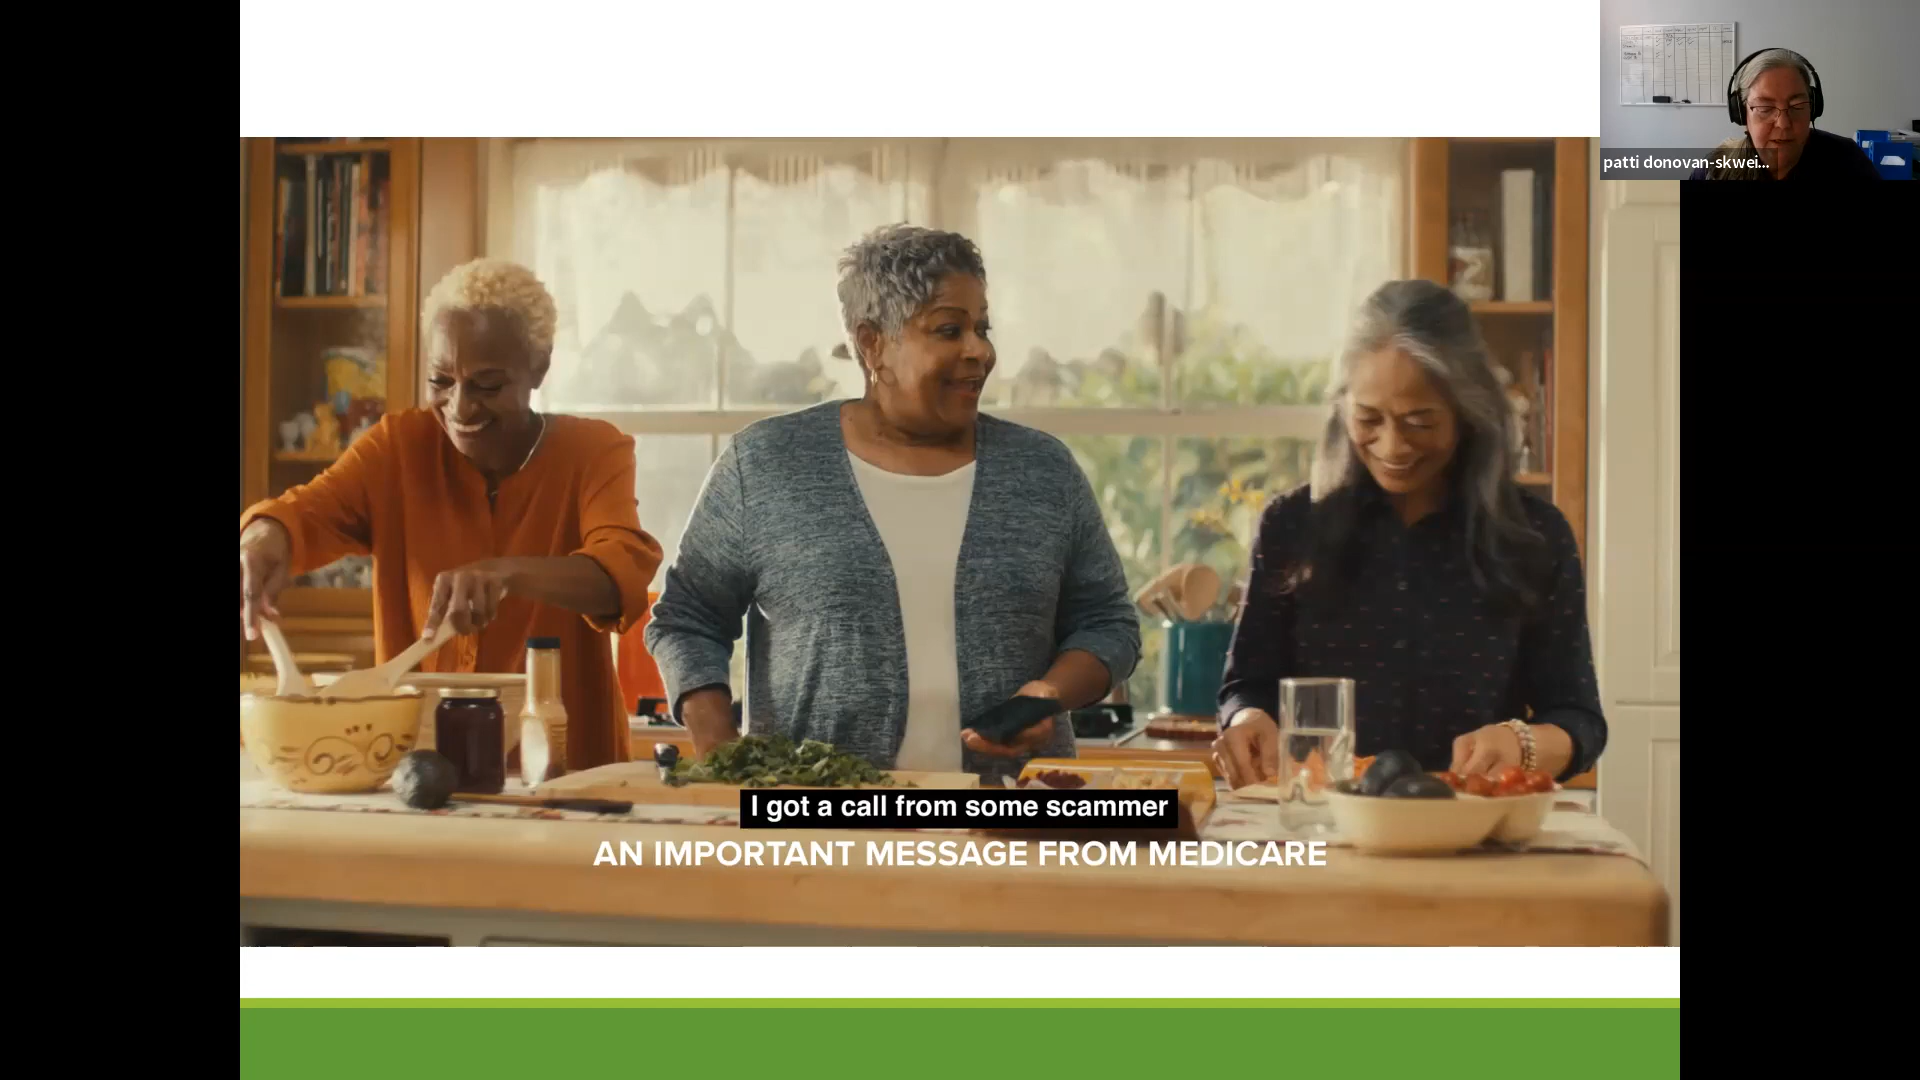 patti donovan-skwei...
I got a call from some scammer
AN IMPORTANT MESSAGE FROM MEDICARE